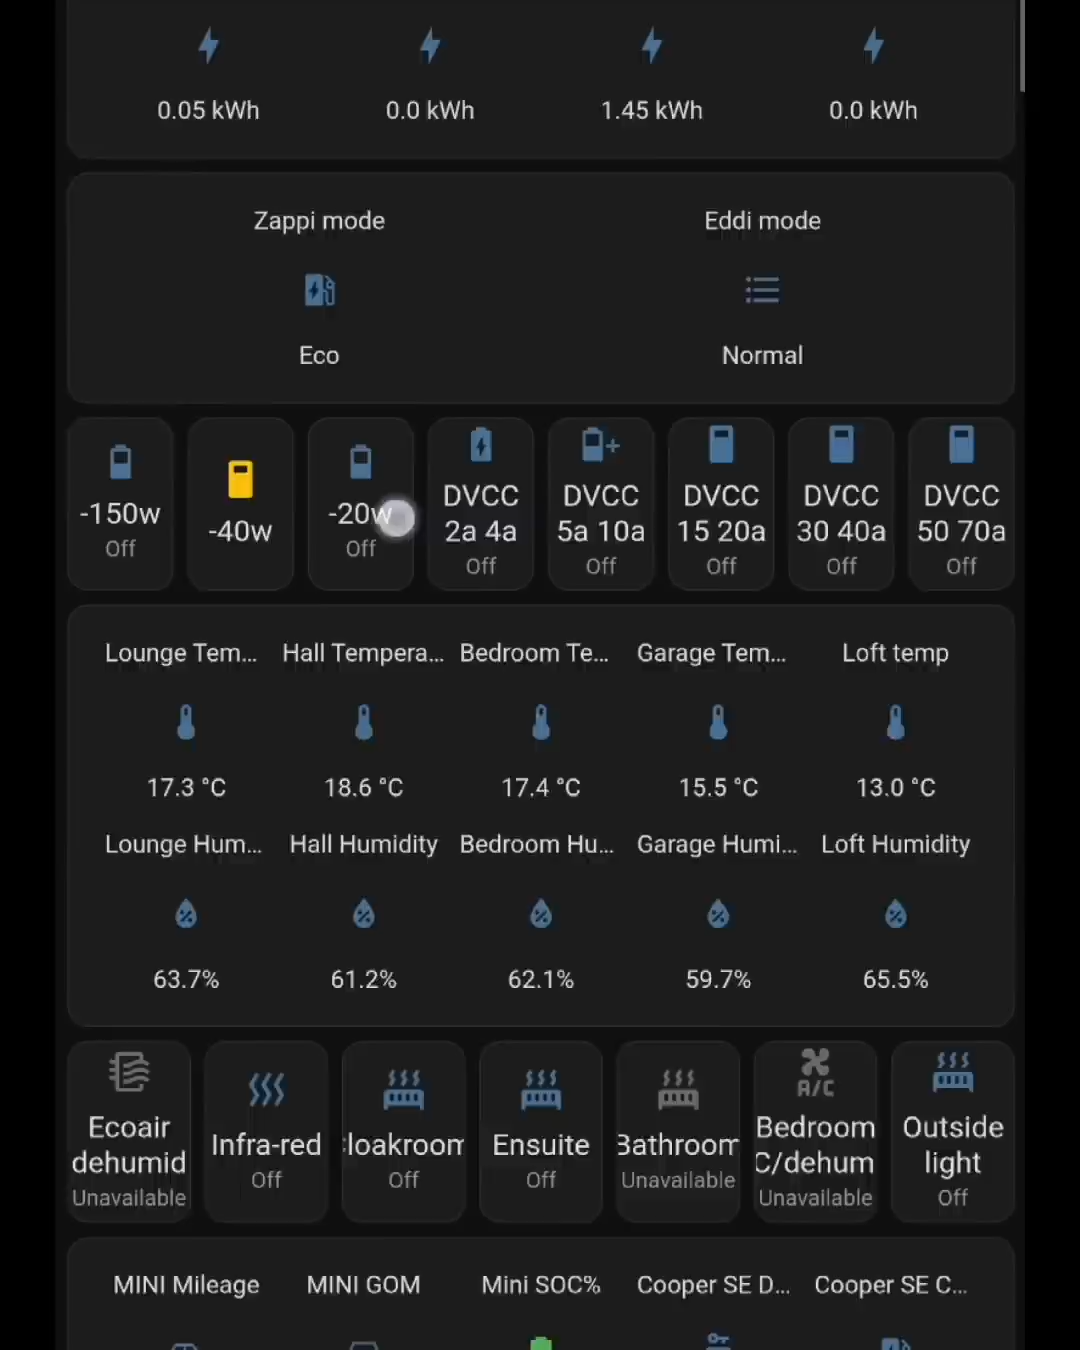 0.05 kWh 0.0 kWh 1.45 kWh 0.0 kWh
Zappi mode Eddi mode
Eco Normal
-150w
Off
-40w
-20w
Off
DVCC
2a 4a
Off
DVCC
5a 10a
Off
DVCC
15 20a
Off
DVCC
30 40a
Off
DVCC
50 70a
Off
Lounge Tem... Hall Tempera... Bedroom Te... Garage Tem... Loft temp
17.3 °C 18.6 °C 17.4 °C 15.5 °C 13.0 °C
Lounge Hum... Hall Humidity Bedroom Hu... Garage Humi... Loft Humidity
63.7% 61.2% 62.1% 59.7% 65.5%
Ecoair
dehumid
Unavailable
Infra-red
Off
loakroom
Off
Ensuite
Off
Bathroom
Unavailable
A/C
Bedroom
C/dehum
Unavailable
Outside
light
Off
MINI Mileage MINI GOM Mini SOC% Cooper SE D... Cooper SE C...